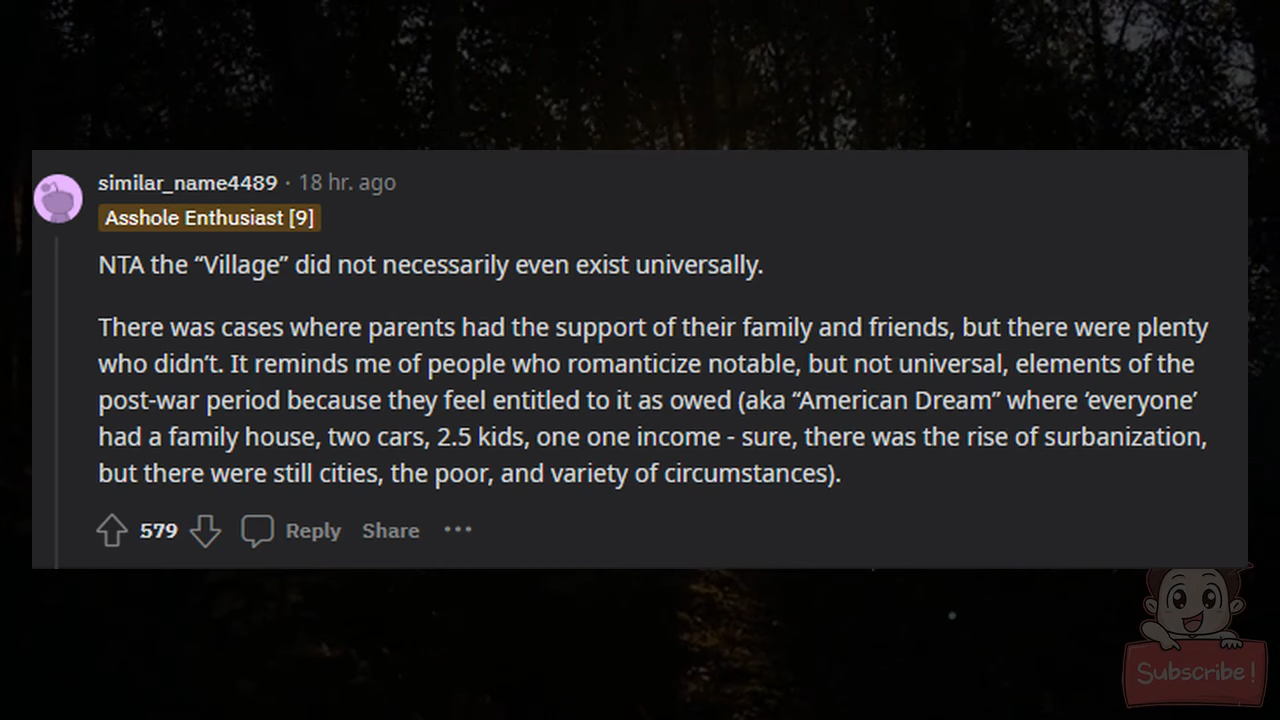 similar_name4489 · 18 hr. ago
Asshole Enthusiast [9]
NTA the “Village” did not necessarily even exist universally.
There was cases where parents had the support of their family and friends, but there were plenty
who didn’t. It reminds me of people who romanticize notable, but not universal, elements of the
post-war period because they feel entitled to it as owed (aka “American Dream” where ‘everyone’
had a family house, two cars, 2.5 kids, one one income - sure, there was the rise of surbanization,
but there were still cities, the poor, and variety of circumstances).
579 Reply Share ···
Subscribe!